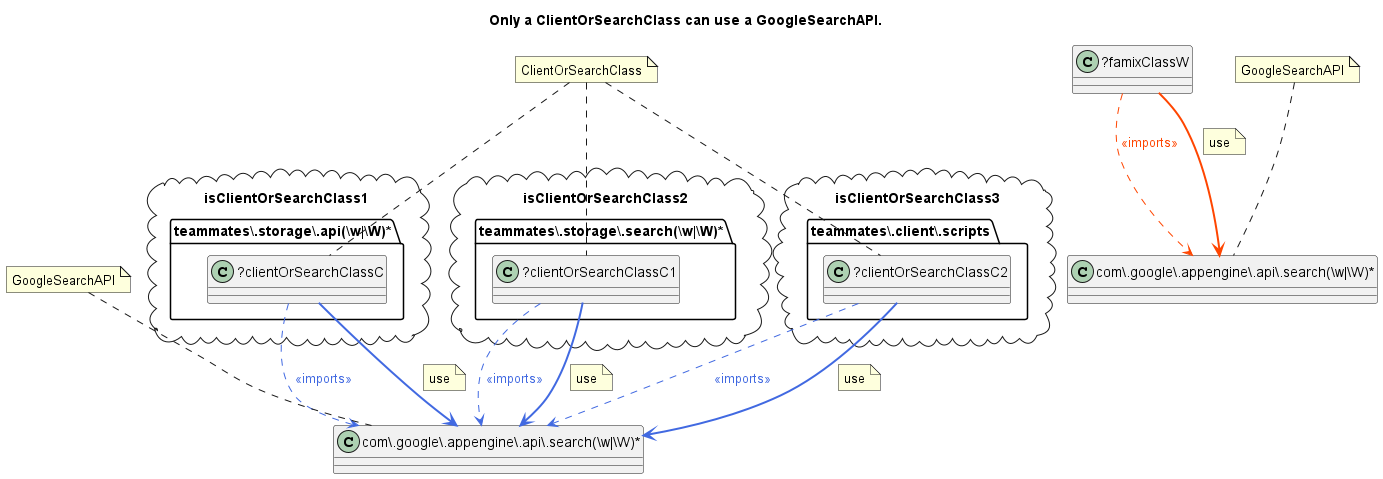 Only a ClientOrSearchClass can use a GoogleSearchAPI.
ClientOrSearchClass
C ?famixClassW
GoogleSearchAPI
«imports»
use
isClientOrSearchClass1
isClientOrSearchClass2
isClientOrSearchClass3
teammates\.storage\.api(\w|\W)*
teammates\.storage\.search(\w|\W)*
teammates\.client\.scripts
GoogleSearchAPI
C ?clientOrSearchClassC
C ?clientOrSearchClassC1
C ?clientOrSearchClassC2
C com\.google\.appengine\.api\.search(\w|\W)*
«imports»
use
«imports»
use
«imports»
use
C com\.google\.appengine\.api\.search(\w|\W)*